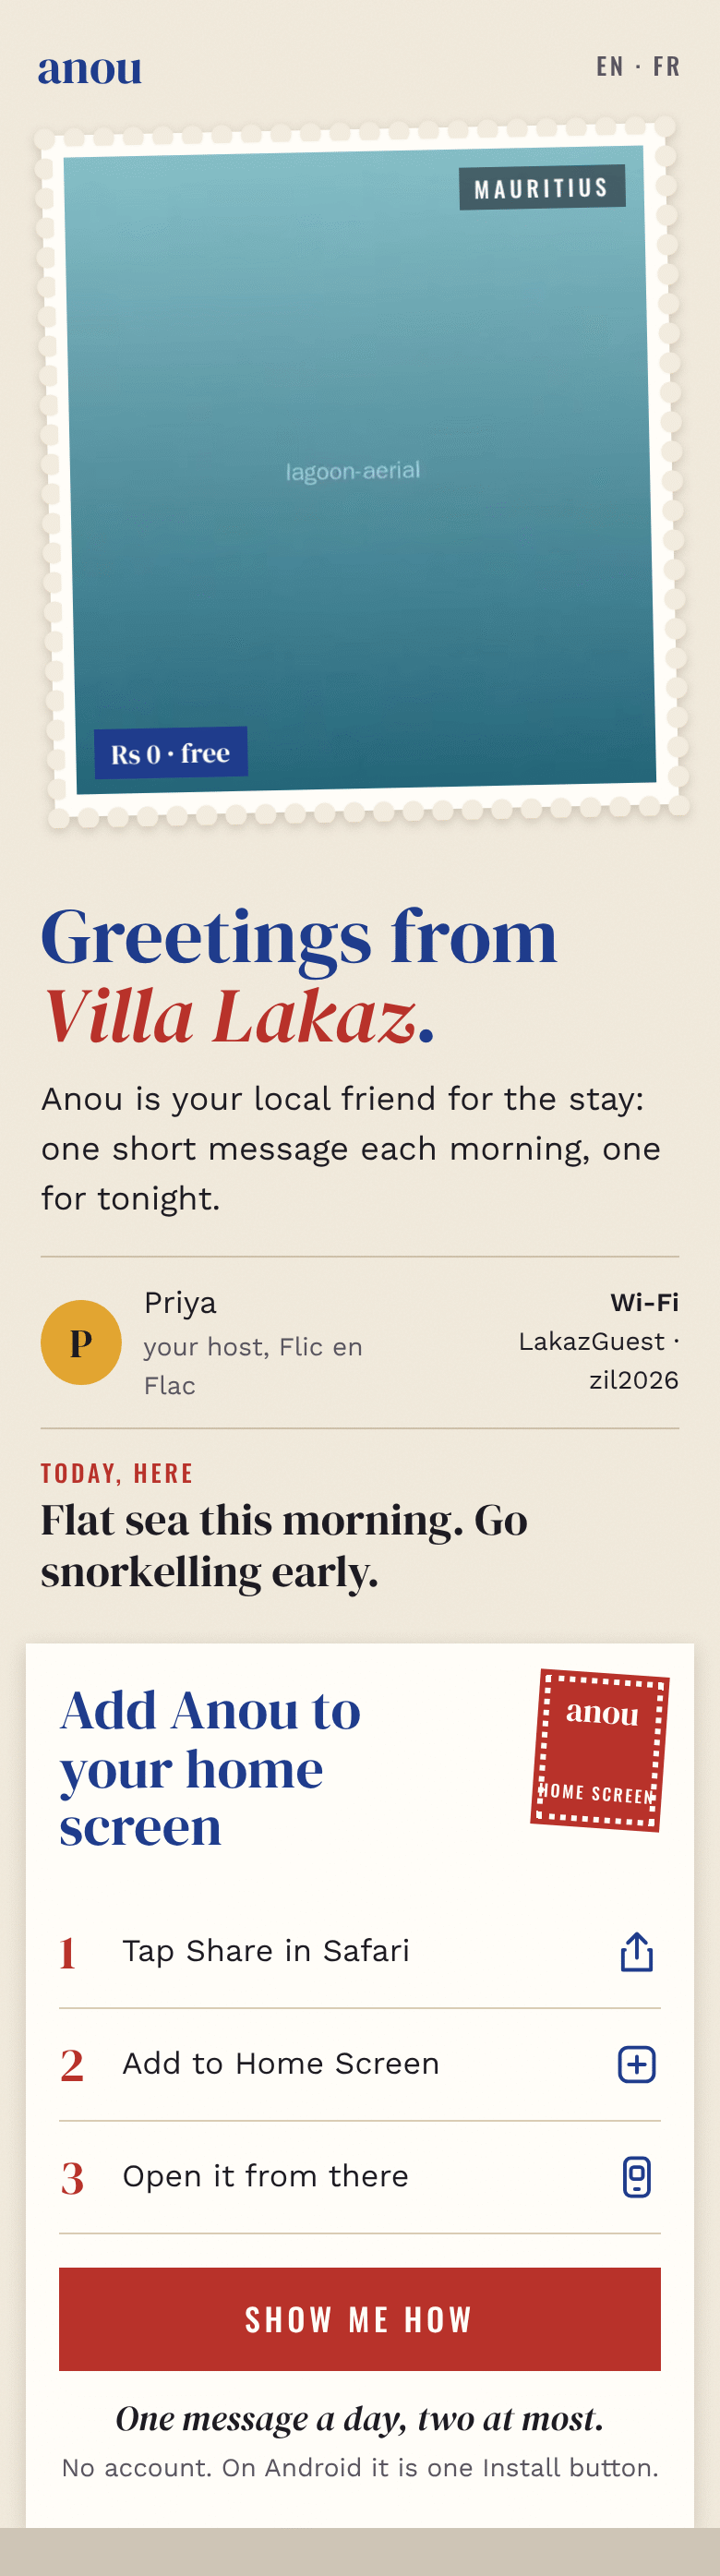 anou
EN · FR
MAURITIUS
lagoon-aerial
Rs 0 · free
Greetings from
Villa Lakaz.
Anou is your local friend for the stay:
one short message each morning, one
for tonight.
P
Priya
your host, Flic en
Flac
Wi-Fi
LakazGuest ·
zil2026
TODAY, HERE
Flat sea this morning. Go
snorkelling early.
Add Anou to
your home
screen
anou
HOME SCREEN
1 Tap Share in Safari
2 Add to Home Screen
3 Open it from there
SHOW ME HOW
One message a day, two at most.
No account. On Android it is one Install button.